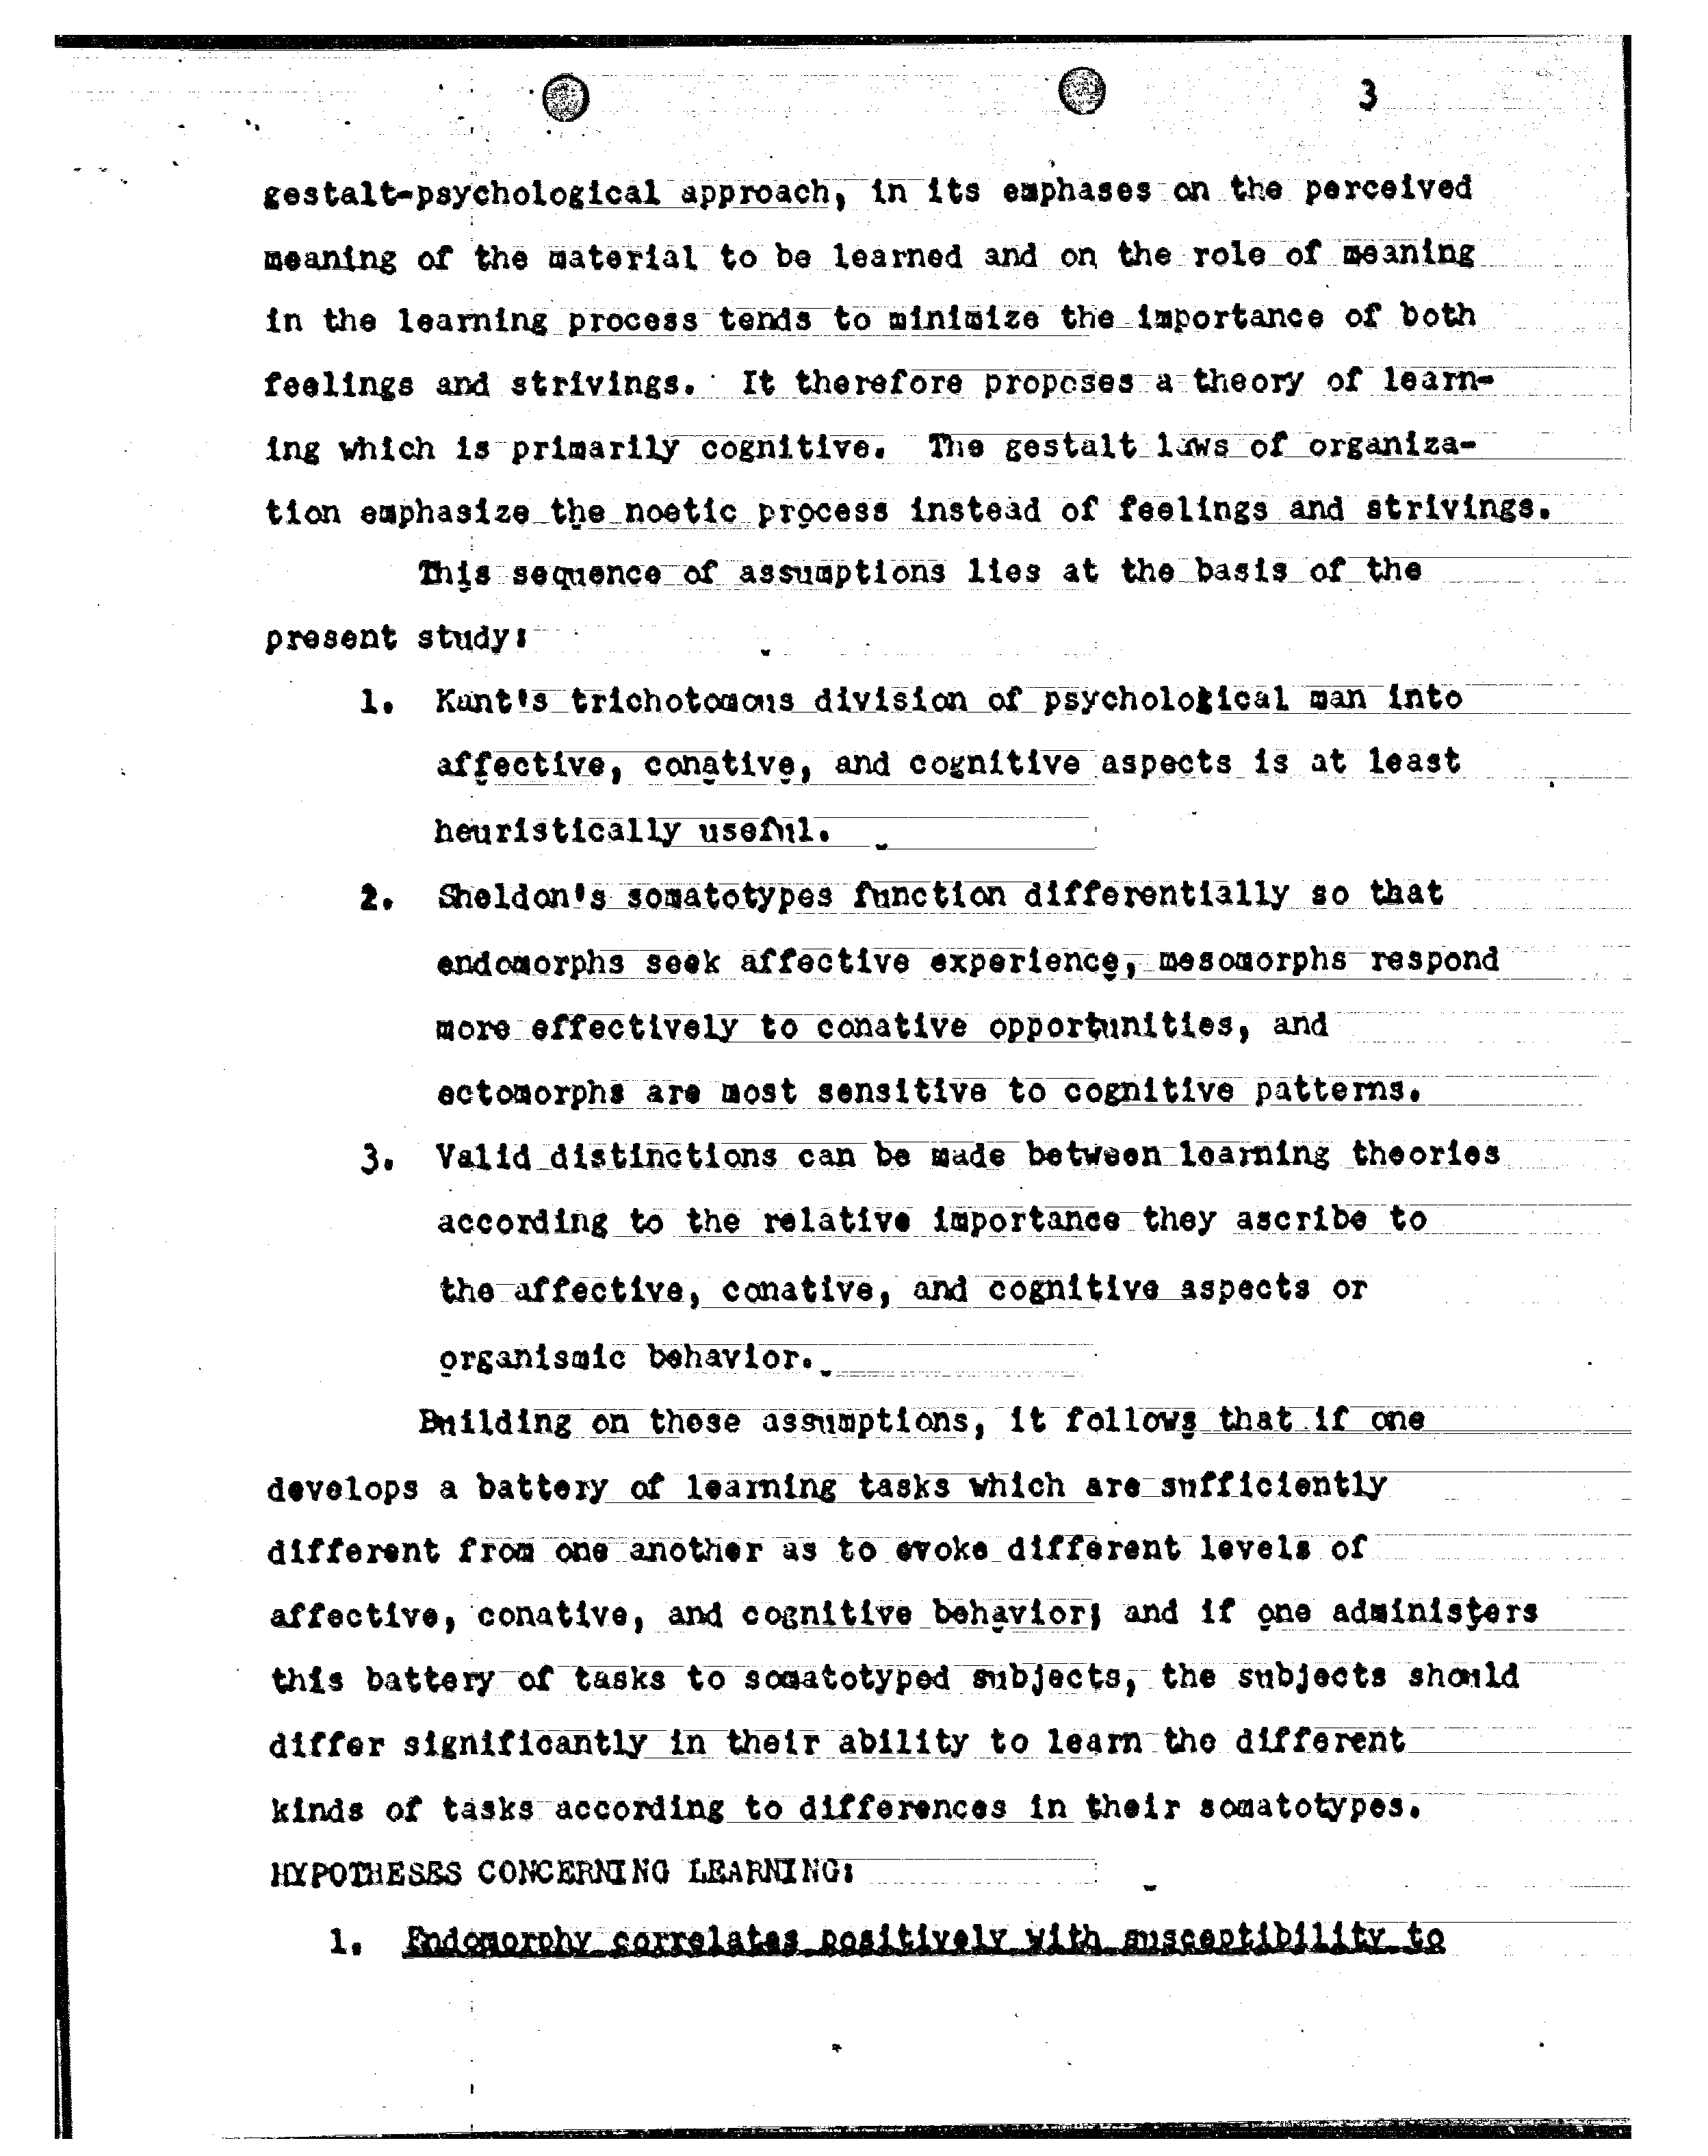 3
gestalt-psychological approach, in its emphases on the perceived
meaning of the material to be learned and on the role of meaning
in the learning process tends to minimize the importance of both
feelings and strivings. It therefore proposes a theory of learn-
ing which is primarily cognitive. The gestalt laws of organiza-
tion emphasize the noetic process instead of feelings and strivings.
This sequence of assumptions lies at the basis of the
present study:
1. Kant's trichotomous division of psychological man into
affective, conative, and cognitive aspects is at least
heuristically useful.
2. Sheldon's somatotypes function differentially so that
endomorphs seek affective experience, mesomorphs respond
more effectively to conative opportunities, and
ectomorphs are most sensitive to cognitive patterns.
3. Valid distinctions can be made between learning theories
according to the relative importance they ascribe to
the affective, conative, and cognitive aspects or
organismic behavior.
Building on these assumptions, it follows that if one
develops a battery of learning tasks which are sufficiently
different from one another as to evoke different levels of
affective, conative, and cognitive behavior; and if one administers
this battery of tasks to somatotyped subjects, the subjects should
differ significantly in their ability to learn the different
kinds of tasks according to differences in their somatotypes.
HYPOTHESES CONCERNING LEARNING:
1. Endomorphy correlates positively with susceptibility to